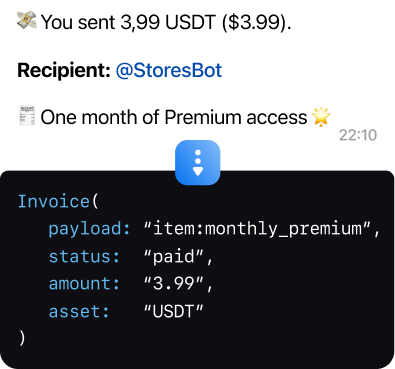 💸 You sent 3,99 USDT ($3.99).
Recipient: @StoresBot
🧾 One month of Premium access 🌟
22:10
Invoice(
payload: “item:monthly_premium”,
status: “paid”,
amount: “3.99”,
asset: “USDT”
)